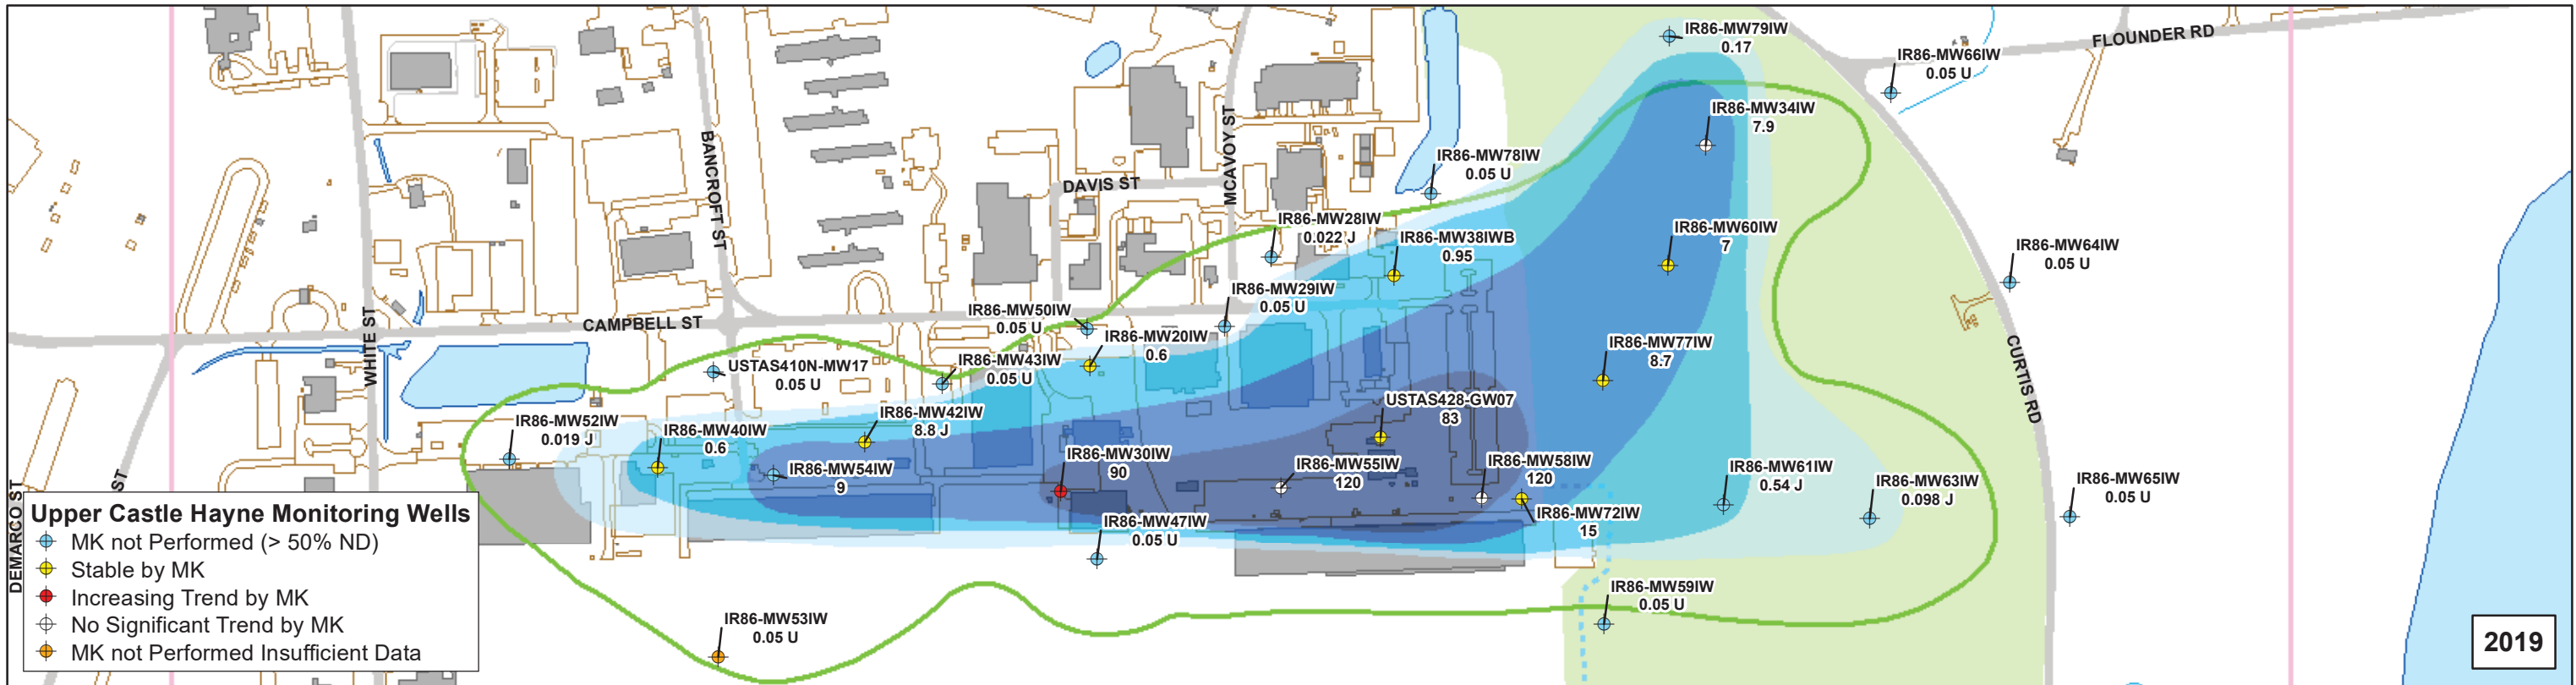 IR86-MW79IW
0.17
FLOUNDER RD
IR86-MW66IW
0.05 U
IR86-MW34IW
7.9
BANCROFT ST
MCAVOY ST
IR86-MW78IW
0.05 U
DAVIS ST
IR86-MW28IW
0.022 J
IR86-MW38IWB
0.95
IR86-MW60IW
7
IR86-MW64IW
0.05 U
IR86-MW29IW
0.05 U
IR86-MW50IW
0.05 U
CAMPBELL ST
WHITE ST
IR86-MW20IW
0.6
IR86-MW77IW
8.7
CURTIS RD
IR86-MW43IW
0.05 U
USTAS410N-MW17
0.05 U
USTAS428-GW07
83
IR86-MW42IW
8.8 J
IR86-MW52IW
0.019 J
IR86-MW40IW
0.6
IR86-MW30IW
90
IR86-MW54IW
9
IR86-MW55IW
120
IR86-MW58IW
120
IR86-MW61IW
0.54 J
IR86-MW63IW
0.098 J
IR86-MW65IW
0.05 U
ST
DEMARCO ST
IR86-MW47IW
0.05 U
IR86-MW72IW
15
IR86-MW59IW
0.05 U
IR86-MW53IW
0.05 U
Upper Castle Hayne Monitoring Wells
MK not Performed (> 50% ND)
Stable by MK
Increasing Trend by MK
No Significant Trend by MK
MK not Performed Insufficient Data
2019